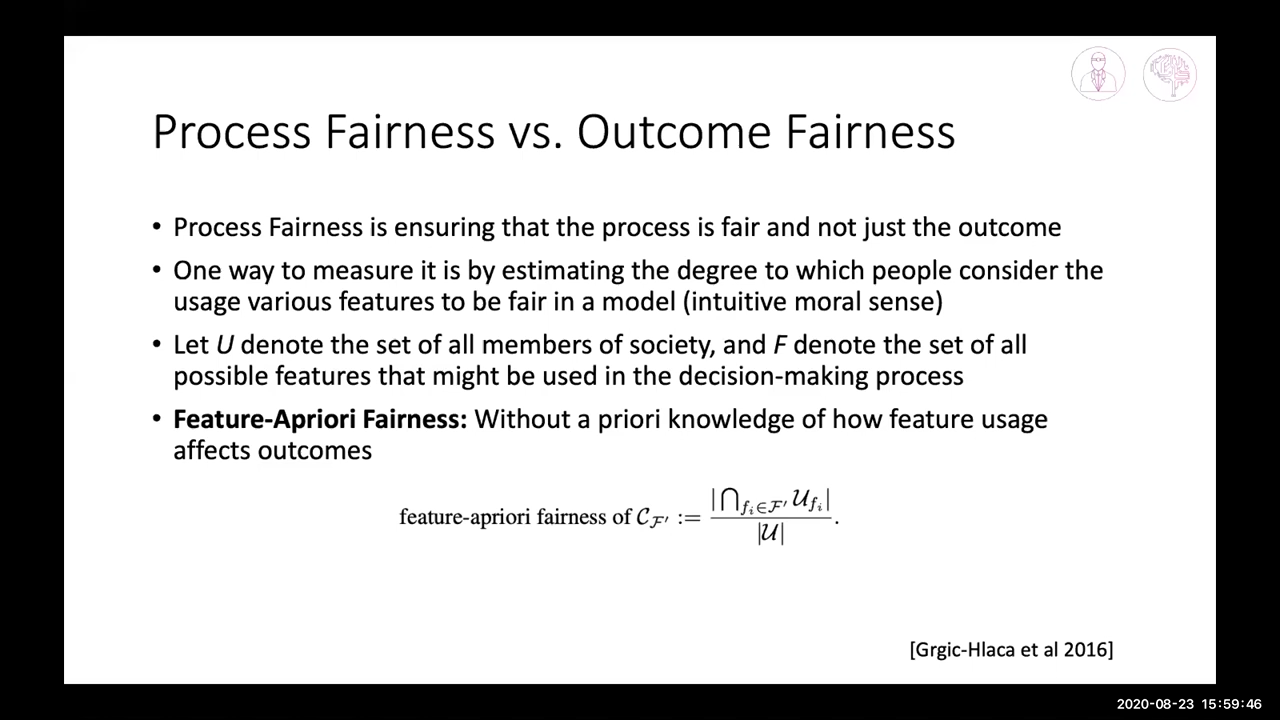 Process Fairness vs. Outcome Fairness
• Process Fairness is ensuring that the process is fair and not just the outcome
• One way to measure it is by estimating the degree to which people consider the
usage various features to be fair in a model (intuitive moral sense)
• Let U denote the set of all members of society, and F denote the set of all
possible features that might be used in the decision-making process
• Feature-Apriori Fairness: Without a priori knowledge of how feature usage
affects outcomes
feature-apriori fairness of 𝒞_ℱ′ := |⋂_{f_i∈ℱ′} 𝒰_{f_i}| / |𝒰|.
[Grgic-Hlaca et al 2016]
2020-08-23 15:59:46